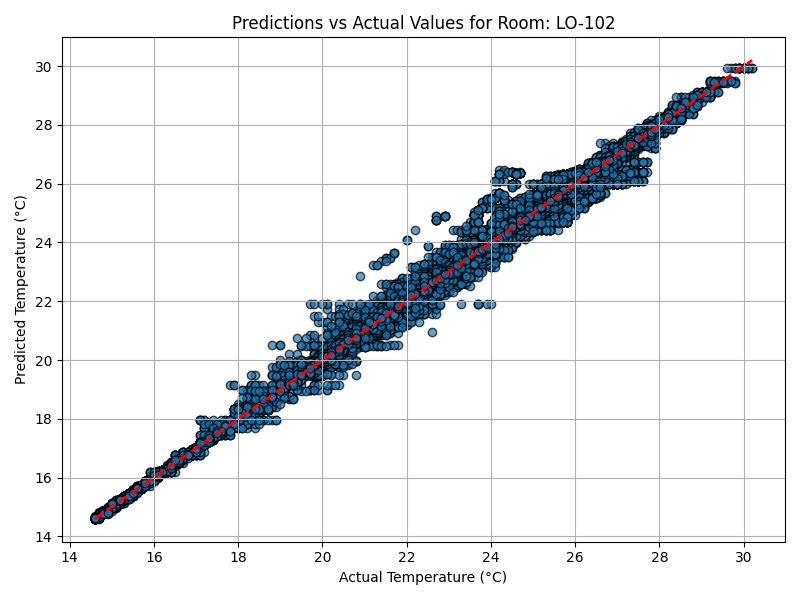 Predictions vs Actual Values for Room: LO-102
Predicted Temperature (°C)
30
28
26
24
22
20
18
16
14
14 16 18 20 22 24 26 28 30
Actual Temperature (°C)